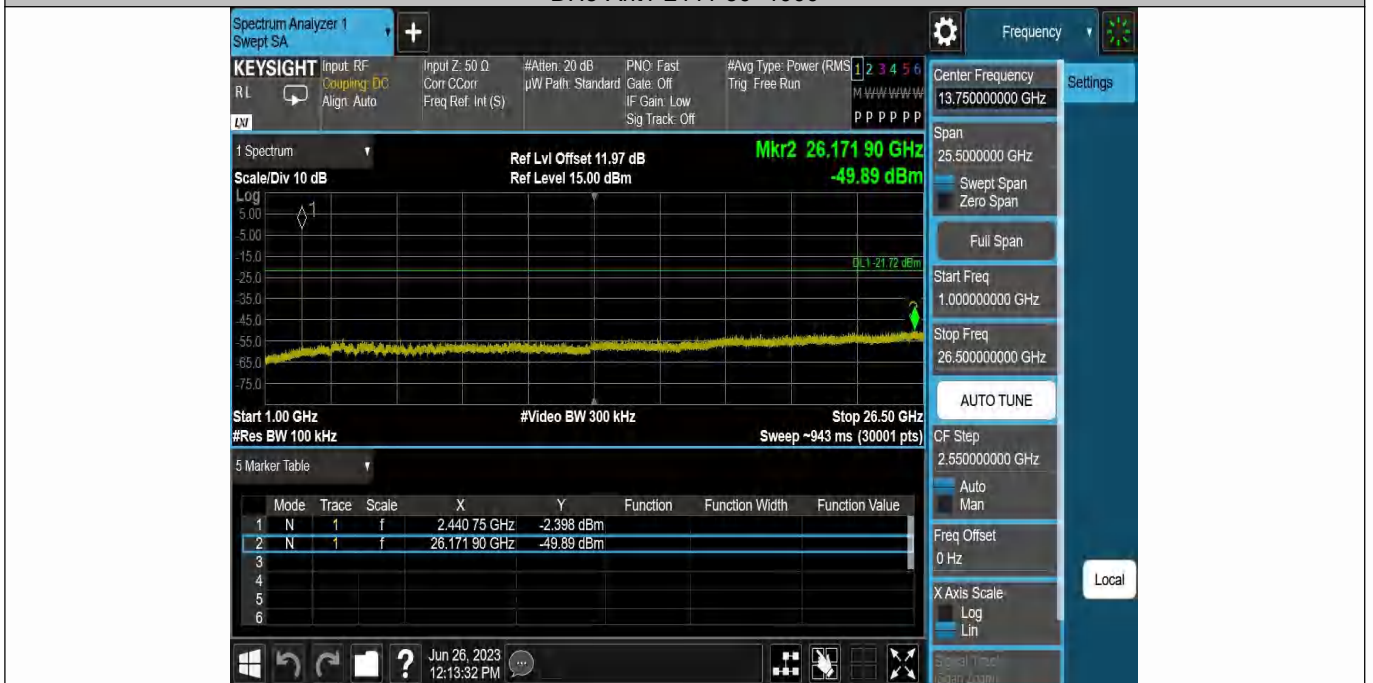 Spectrum Analyzer 1
Swept SA
+
Frequency
KEYSIGHT
RL
LXI
Input: RF
Coupling: DC
Align: Auto
Input Z: 50 Ω
Corr CCorr
Freq Ref: Int (S)
#Atten: 20 dB
µW Path: Standard
PNO: Fast
Gate: Off
IF Gain: Low
Sig Track: Off
#Avg Type: Power (RMS
Trig: Free Run
1 2 3 4 5 6
M W W W W W
P P P P P P
1 Spectrum
Scale/Div 10 dB
Ref Lvl Offset 11.97 dB
Ref Level 15.00 dBm
Mkr2 26.171 90 GHz
-49.89 dBm
Log
5.00
-5.00
-15.0
-25.0
-35.0
-45.0
-55.0
-65.0
-75.0
1
DL1 -21.72 dBm
2
Start 1.00 GHz
#Video BW 300 kHz
Stop 26.50 GHz
#Res BW 100 kHz
Sweep ~943 ms (30001 pts)
5 Marker Table
Mode Trace Scale X Y Function Function Width Function Value
1 N 1 f 2.440 75 GHz -2.398 dBm
2 N 1 f 26.171 90 GHz -49.89 dBm
3
4
5
6
Jun 26, 2023
12:13:32 PM
Center Frequency
13.750000000 GHz
Settings
Span
25.5000000 GHz
Swept Span
Zero Span
Full Span
Start Freq
1.000000000 GHz
Stop Freq
26.500000000 GHz
AUTO TUNE
CF Step
2.550000000 GHz
Auto
Man
Freq Offset
0 Hz
X Axis Scale
Log
Lin
Local
Signal Track
(Span Zoom)